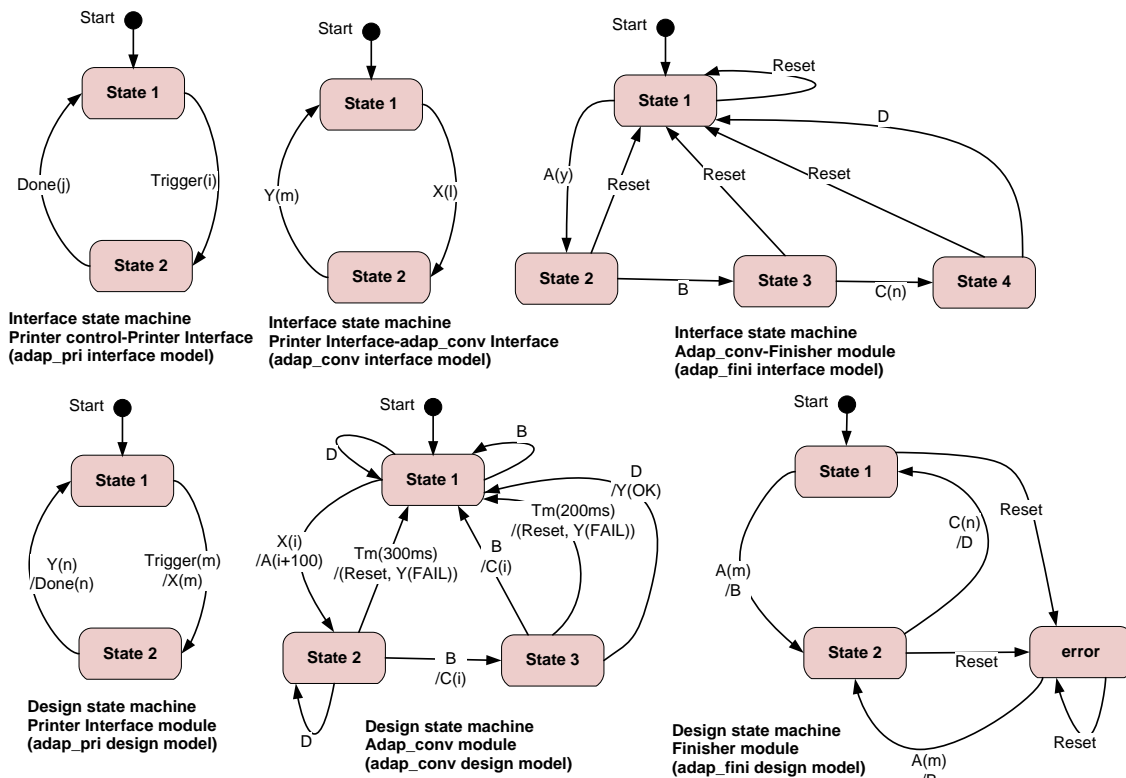 Start
State 1
Done(j)
Trigger(i)
State 2
Interface state machine
Printer control-Printer Interface
(adap_pri interface model)
Start
State 1
Y(m)
X(l)
State 2
Interface state machine
Printer Interface-adap_conv Interface
(adap_conv interface model)
Start
Reset
State 1
D
A(y)
Reset
Reset
Reset
State 2
B
State 3
C(n)
State 4
Interface state machine
Adap_conv-Finisher module
(adap_fini interface model)
Start
State 1
Y(n)
/Done(n)
Trigger(m)
/X(m)
State 2
Design state machine
Printer Interface module
(adap_pri design model)
Start
B
D
State 1
D
/Y(OK)
Tm(200ms)
/(Reset, Y(FAIL))
X(i)
/A(i+100)
Tm(300ms)
/(Reset, Y(FAIL))
B
/C(i)
State 2
B
/C(i)
State 3
D
Design state machine
Adap_conv module
(adap_conv design model)
Start
State 1
C(n)
/D
Reset
A(m)
/B
State 2
Reset
error
Reset
A(m)
Design state machine
Finisher module
(adap_fini design model)